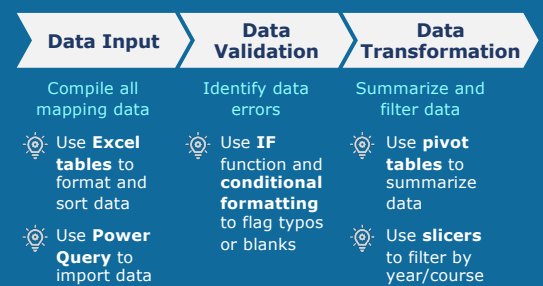 Data Input
Compile all
mapping data
Use Excel
tables to
format and
sort data
Use Power
Query to
import data
Data
Validation
Identify data
errors
Use IF
function and
conditional
formatting
to flag typos
or blanks
Data
Transformation
Summarize and
filter data
Use pivot
tables to
summarize
data
Use slicers
to filter by
year/course